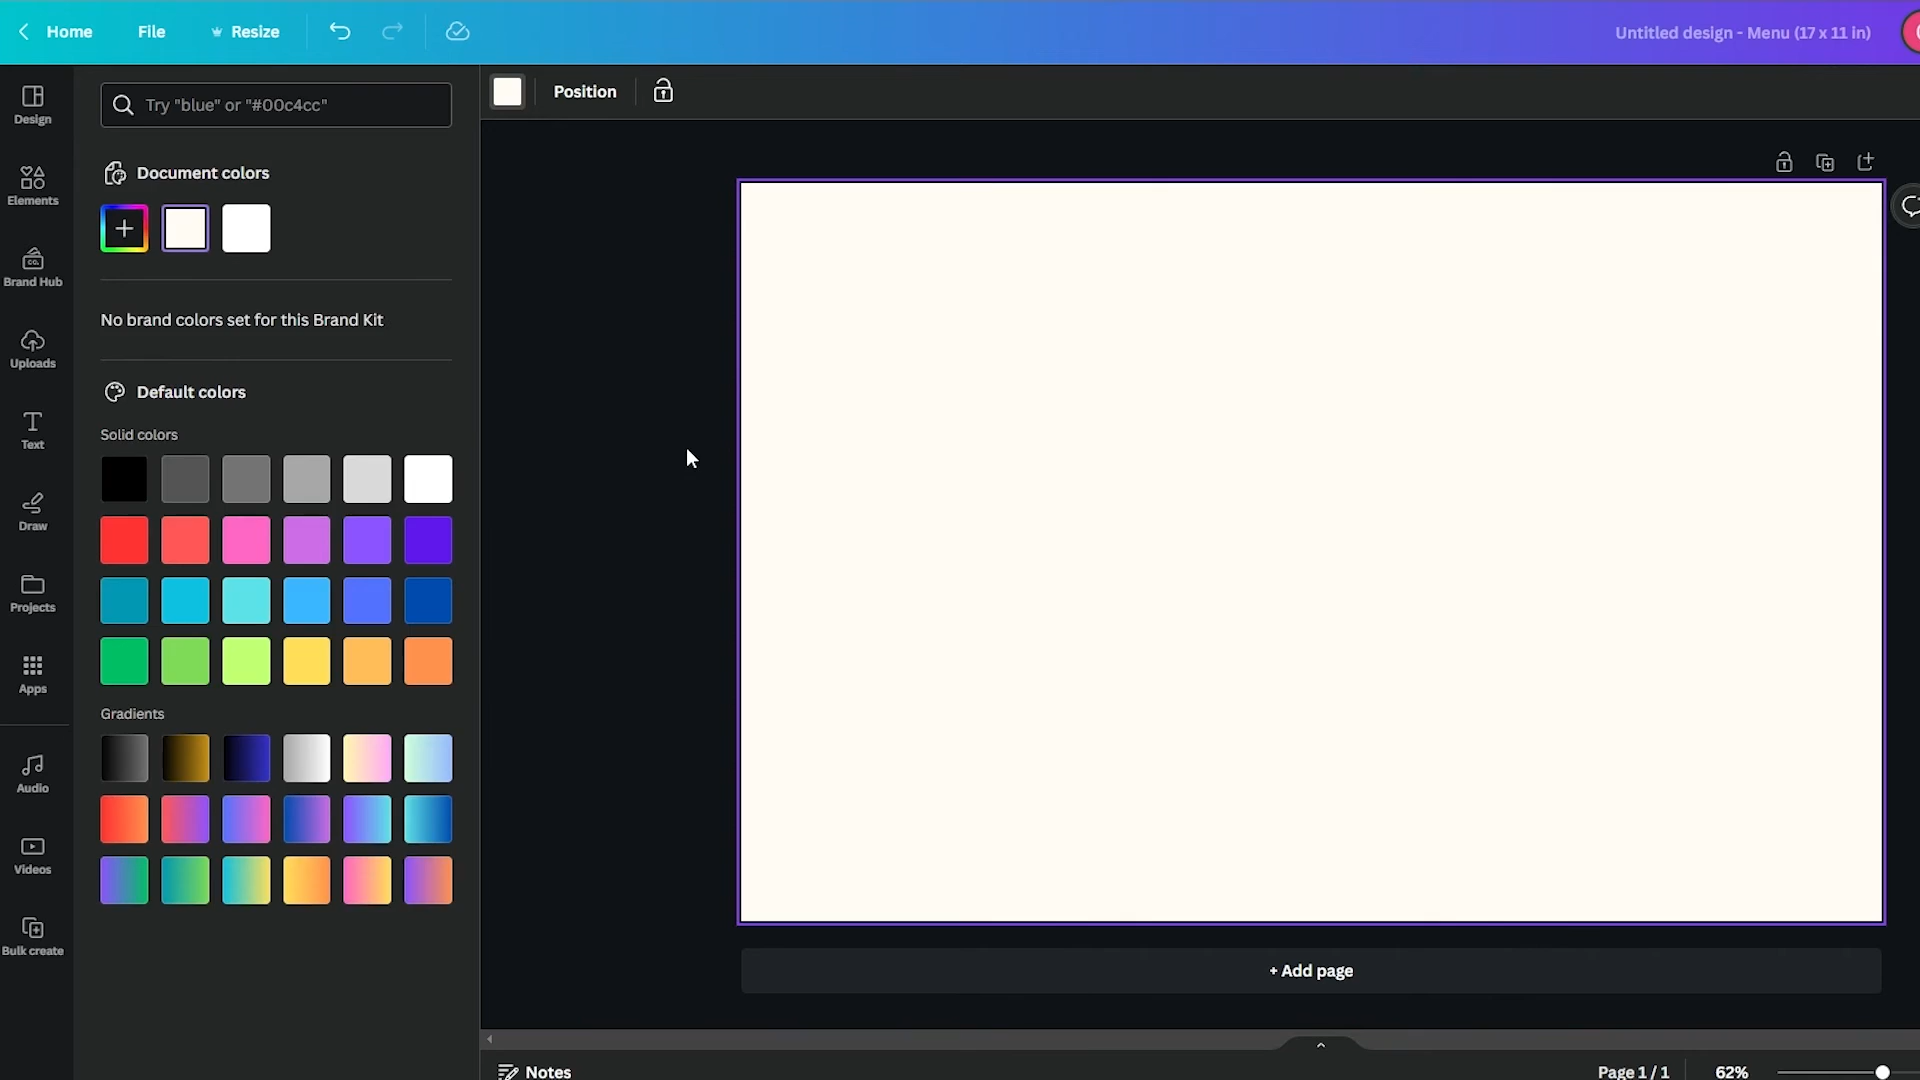 Home
File
Resize
Untitled design - Menu (17 x 11 in)
Design
Elements
Brand Hub
CO.
Uploads
Text
Draw
Projects
Apps
Audio
Videos
Bulk create
Try "blue" or "#00c4cc"
Document colors
No brand colors set for this Brand Kit
Default colors
Solid colors
Gradients
Position
+ Add page
Notes
Page 1 / 1
62%